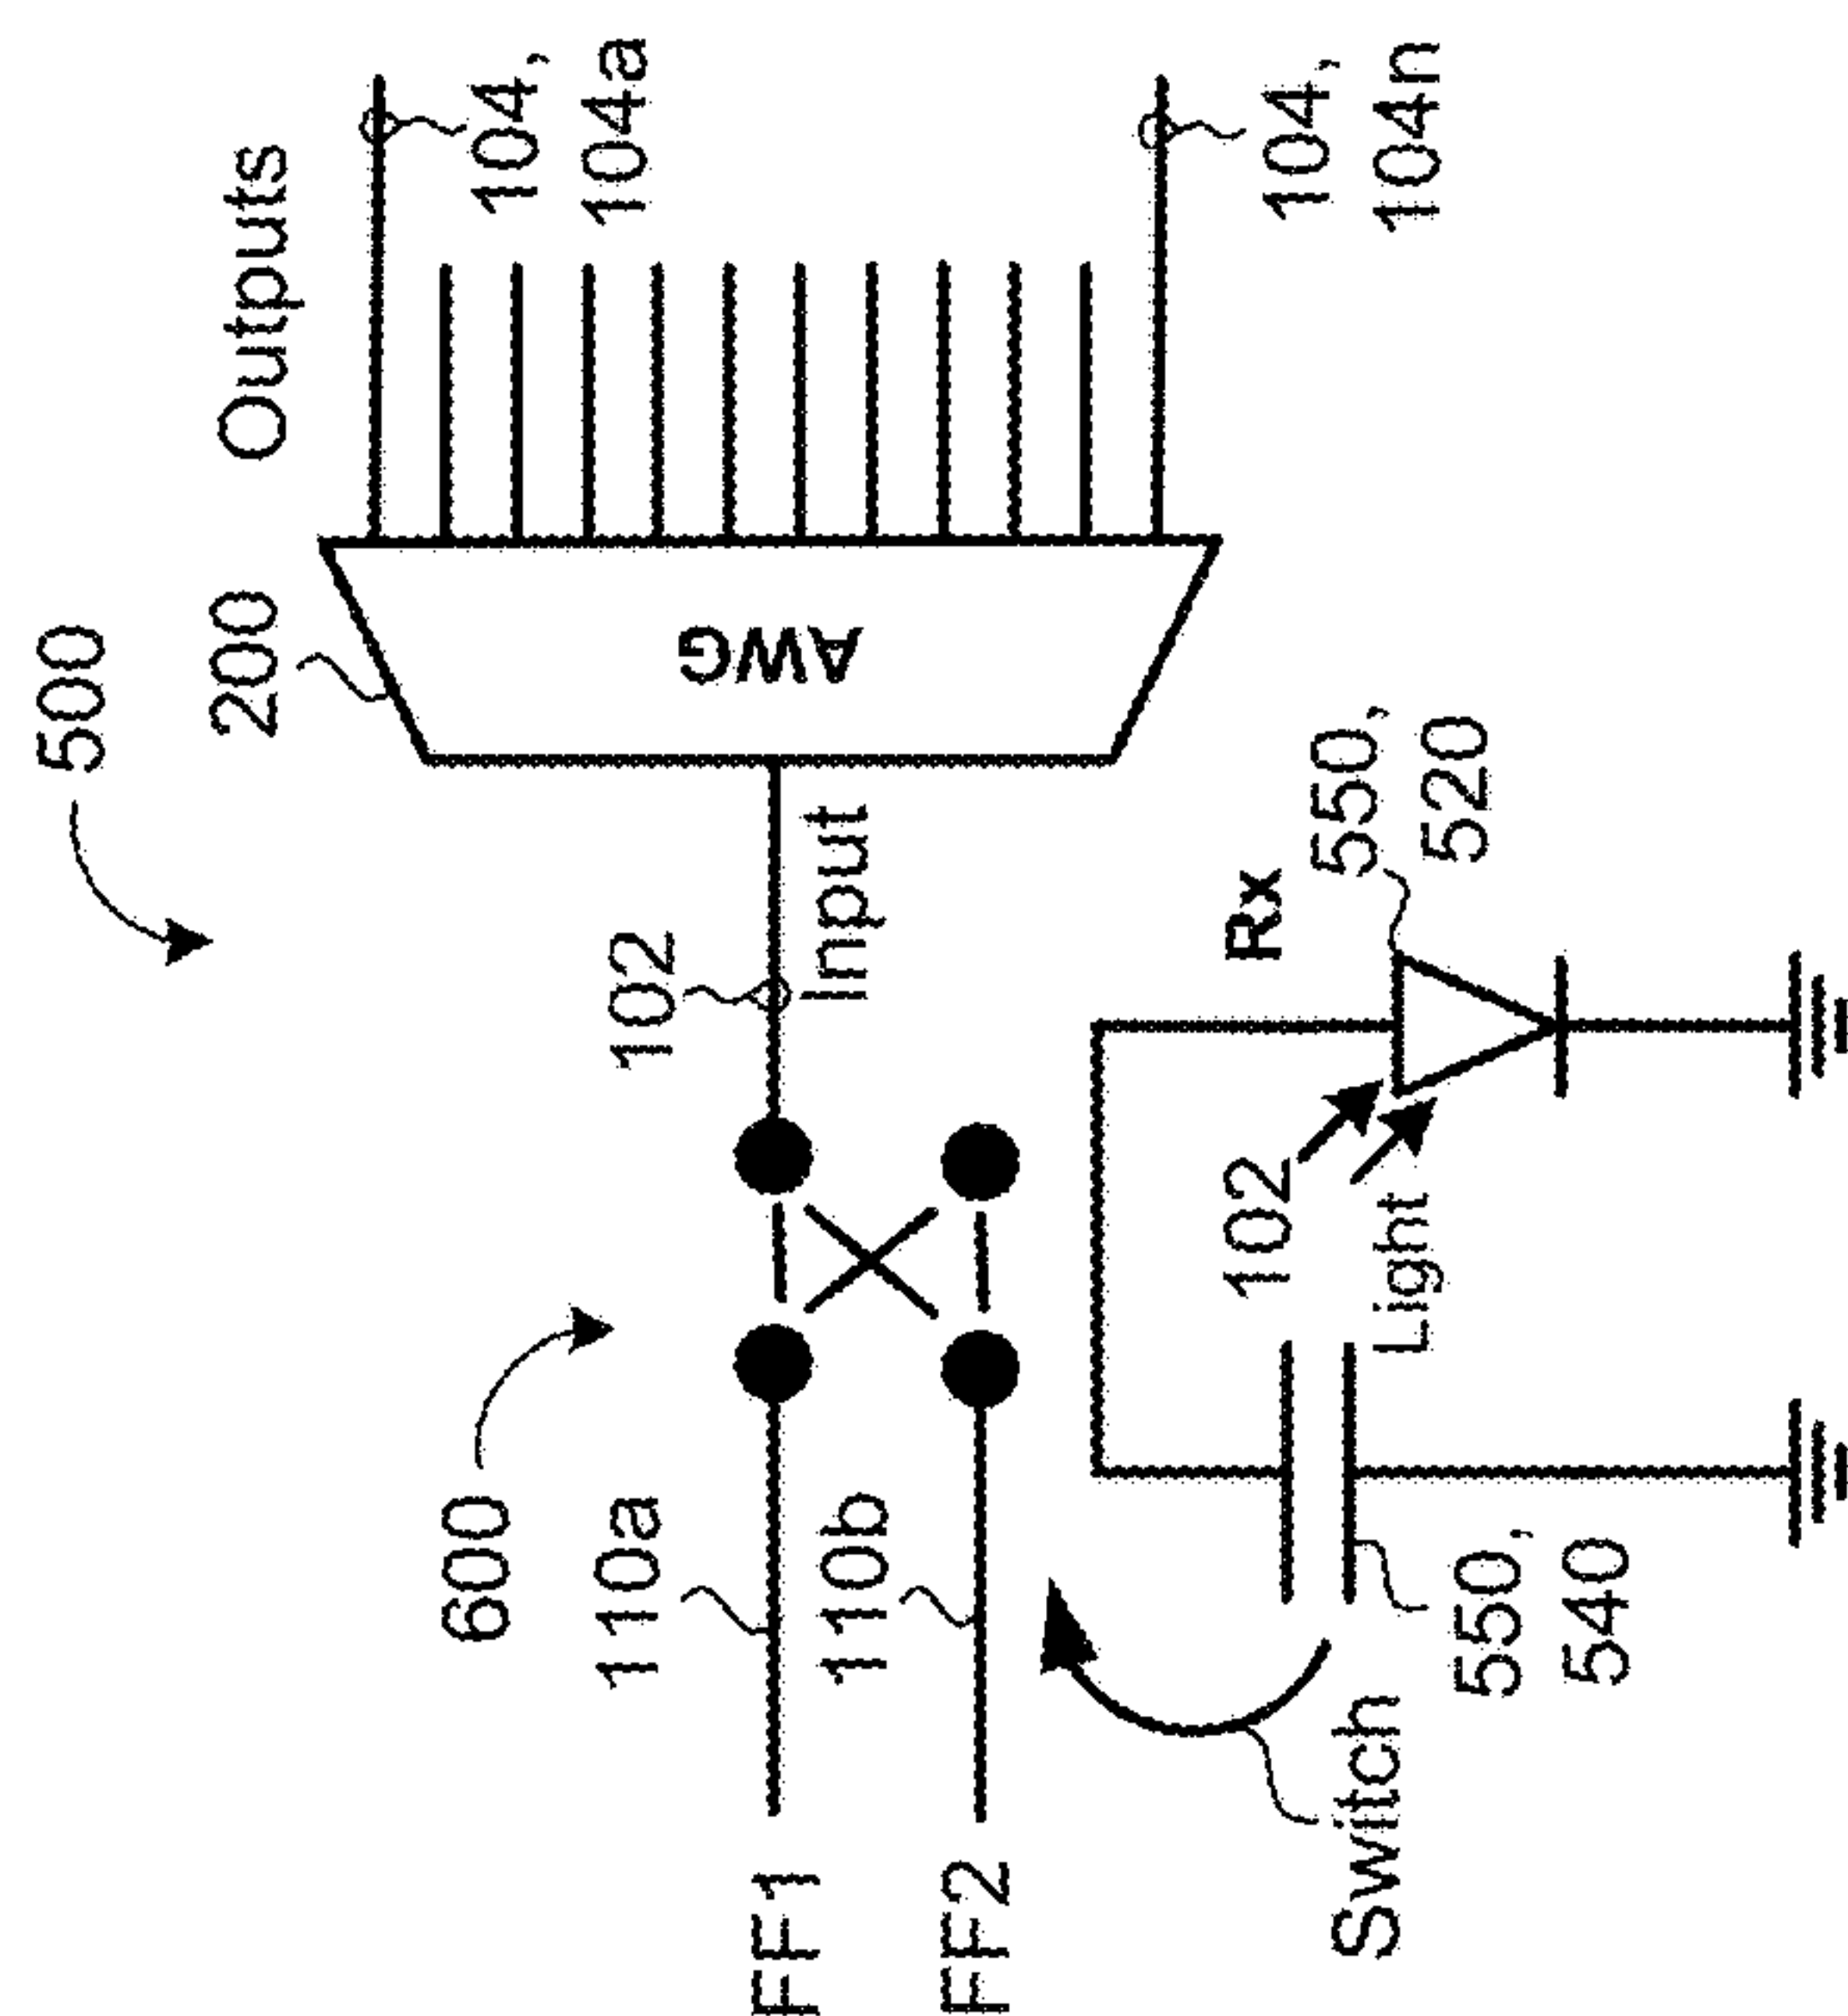 500
200
Outputs
104,
104a
104,
104n
AWG
102
Input
600
110a
110b
FF1
FF2
Switch
550,
540
102
Light
Rx
550,
520